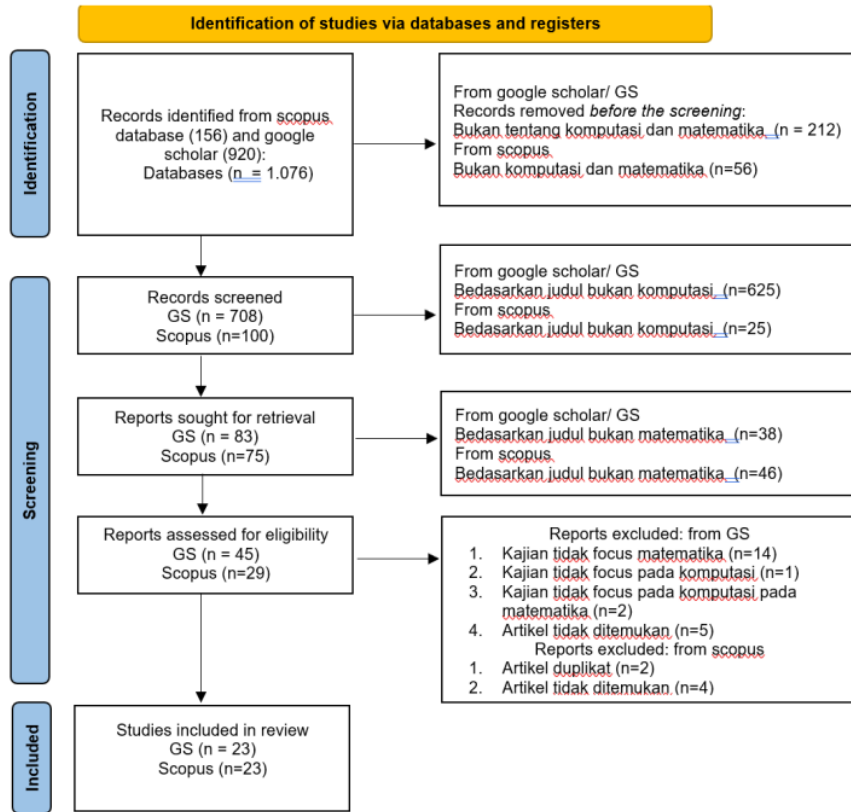 Identification of studies via databases and registers
Identification
Records identified from scopus
database (156) and google
scholar (920):
Databases (n = 1.076)
From google scholar/ GS
Records removed before the screening:
Bukan tentang komputasi dan matematika (n = 212)
From scopus
Bukan komputasi dan matematika (n=56)
Screening
Records screened
GS (n = 708)
Scopus (n=100)
From google scholar/ GS
Bedasarkan judul bukan komputasi (n=625)
From scopus
Bedasarkan judul bukan komputasi (n=25)
Reports sought for retrieval
GS (n = 83)
Scopus (n=75)
From google scholar/ GS
Bedasarkan judul bukan matematika (n=38)
From scopus
Bedasarkan judul bukan matematika (n=46)
Reports assessed for eligibility
GS (n = 45)
Scopus (n=29)
Reports excluded: from GS
1. Kajian tidak focus matematika (n=14)
2. Kajian tidak focus pada komputasi (n=1)
3. Kajian tidak focus pada komputasi pada
matematika (n=2)
4. Artikel tidak ditemukan (n=5)
Reports excluded: from scopus
1. Artikel duplikat (n=2)
2. Artikel tidak ditemukan (n=4)
Included
Studies included in review
GS (n = 23)
Scopus (n=23)